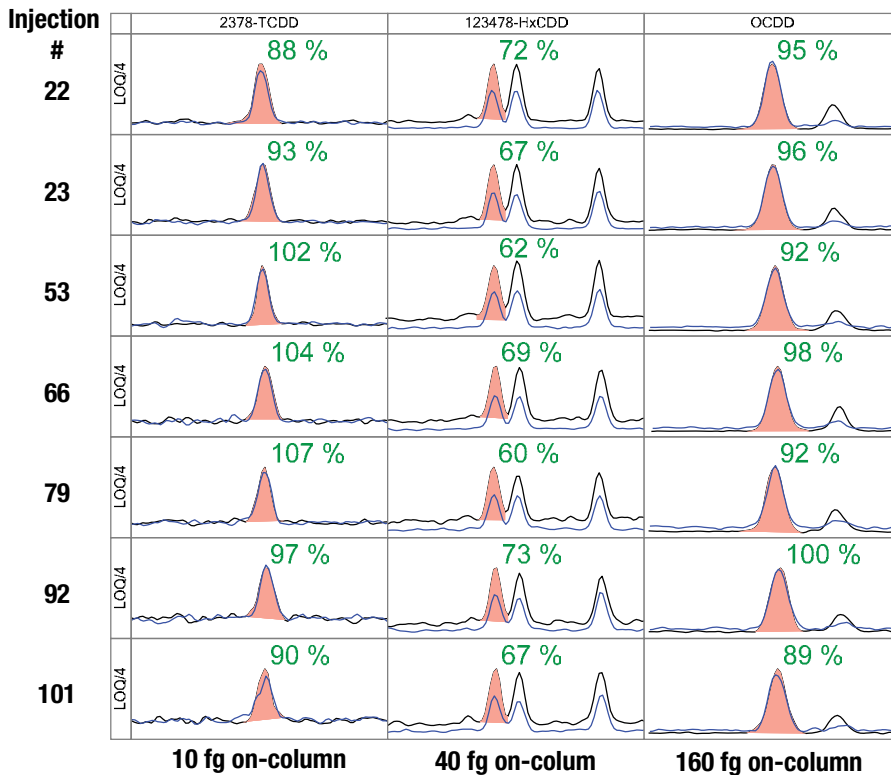 Injection
#
2378-TCDD 123478-HxCDD OCDD
22 LOQ/4 88 % 72 % 95 %
23 LOQ/4 93 % 67 % 96 %
53 LOQ/4 102 % 62 % 92 %
66 LOQ/4 104 % 69 % 98 %
79 LOQ/4 107 % 60 % 92 %
92 LOQ/4 97 % 73 % 100 %
101 LOQ/4 90 % 67 % 89 %
10 fg on-column 40 fg on-colum 160 fg on-column